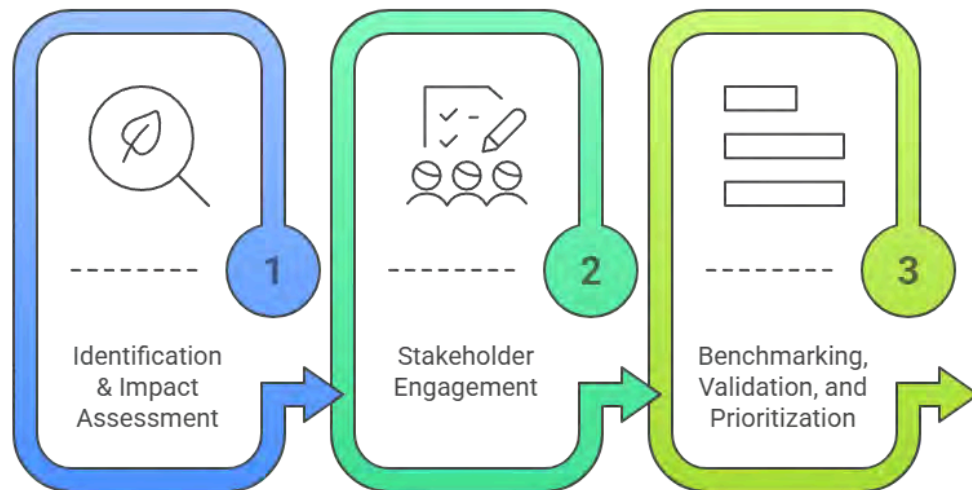 1
Identification
& Impact
Assessment
2
Stakeholder
Engagement
3
Benchmarking,
Validation, and
Prioritization